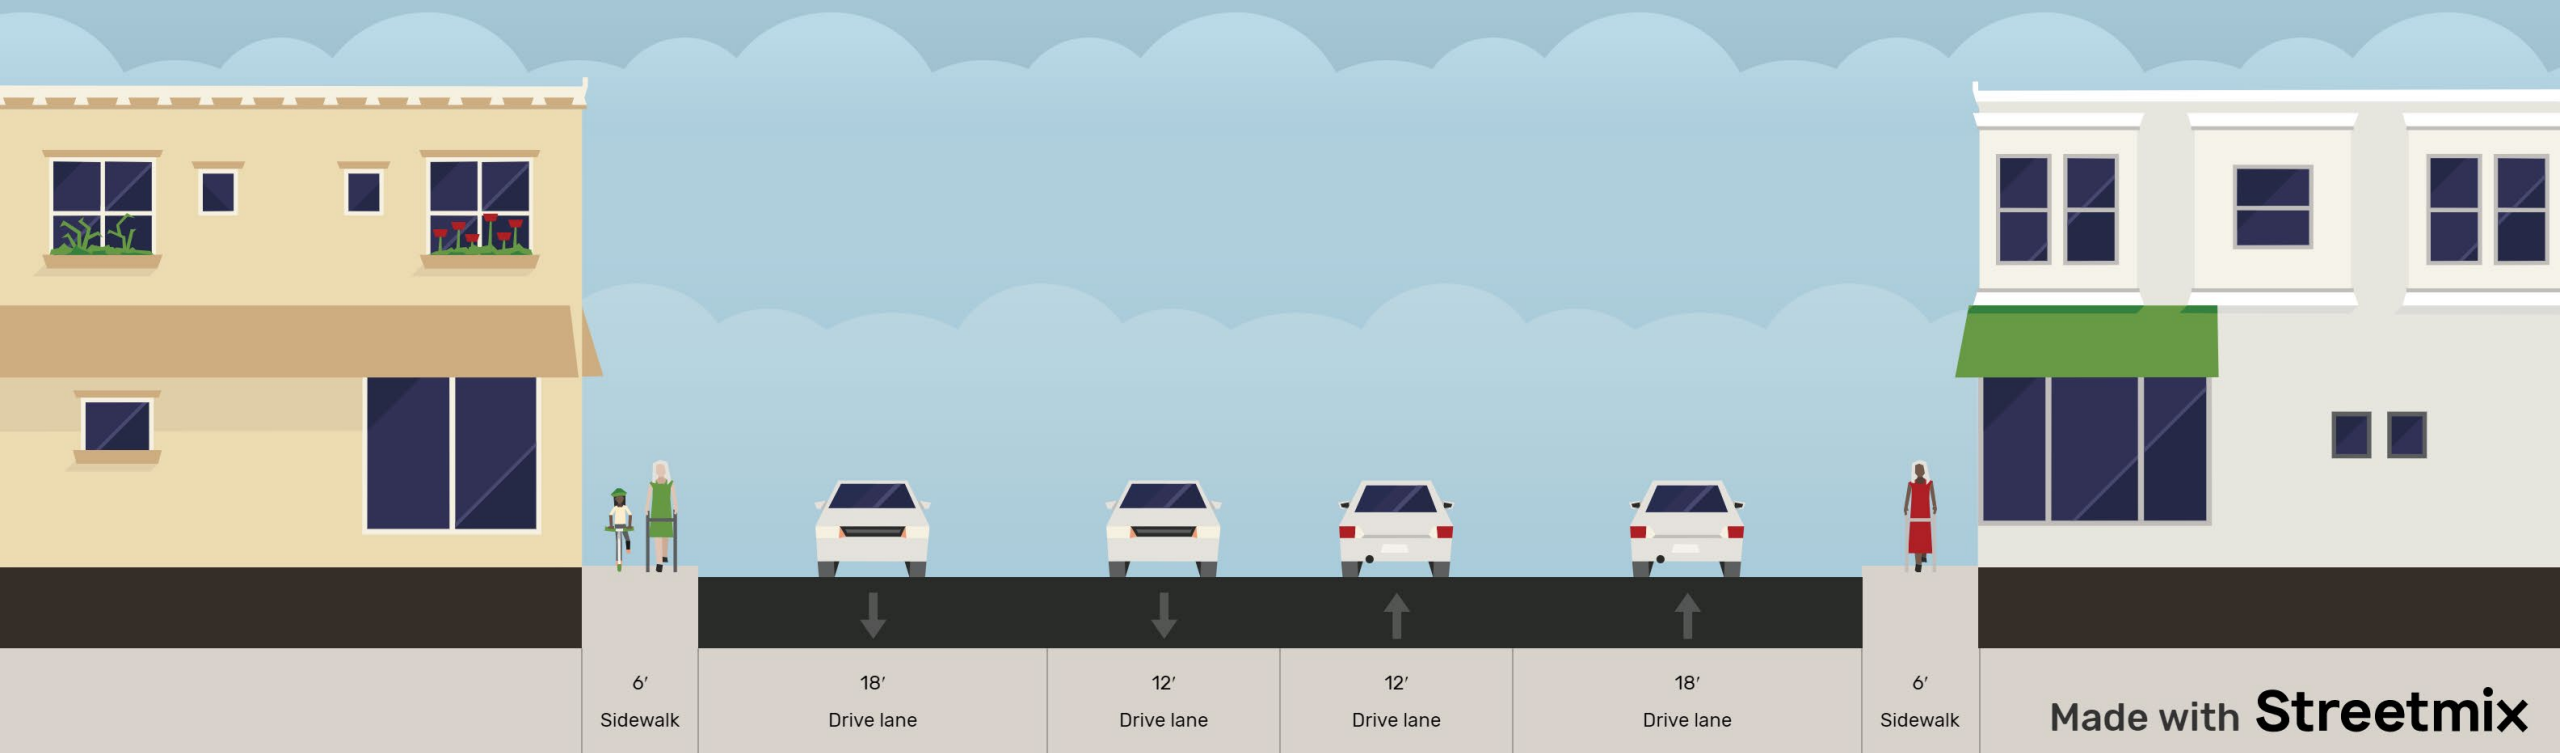 6′
Sidewalk
18′
Drive lane
12′
Drive lane
12′
Drive lane
18′
Drive lane
6′
Sidewalk
Made with Streetmix